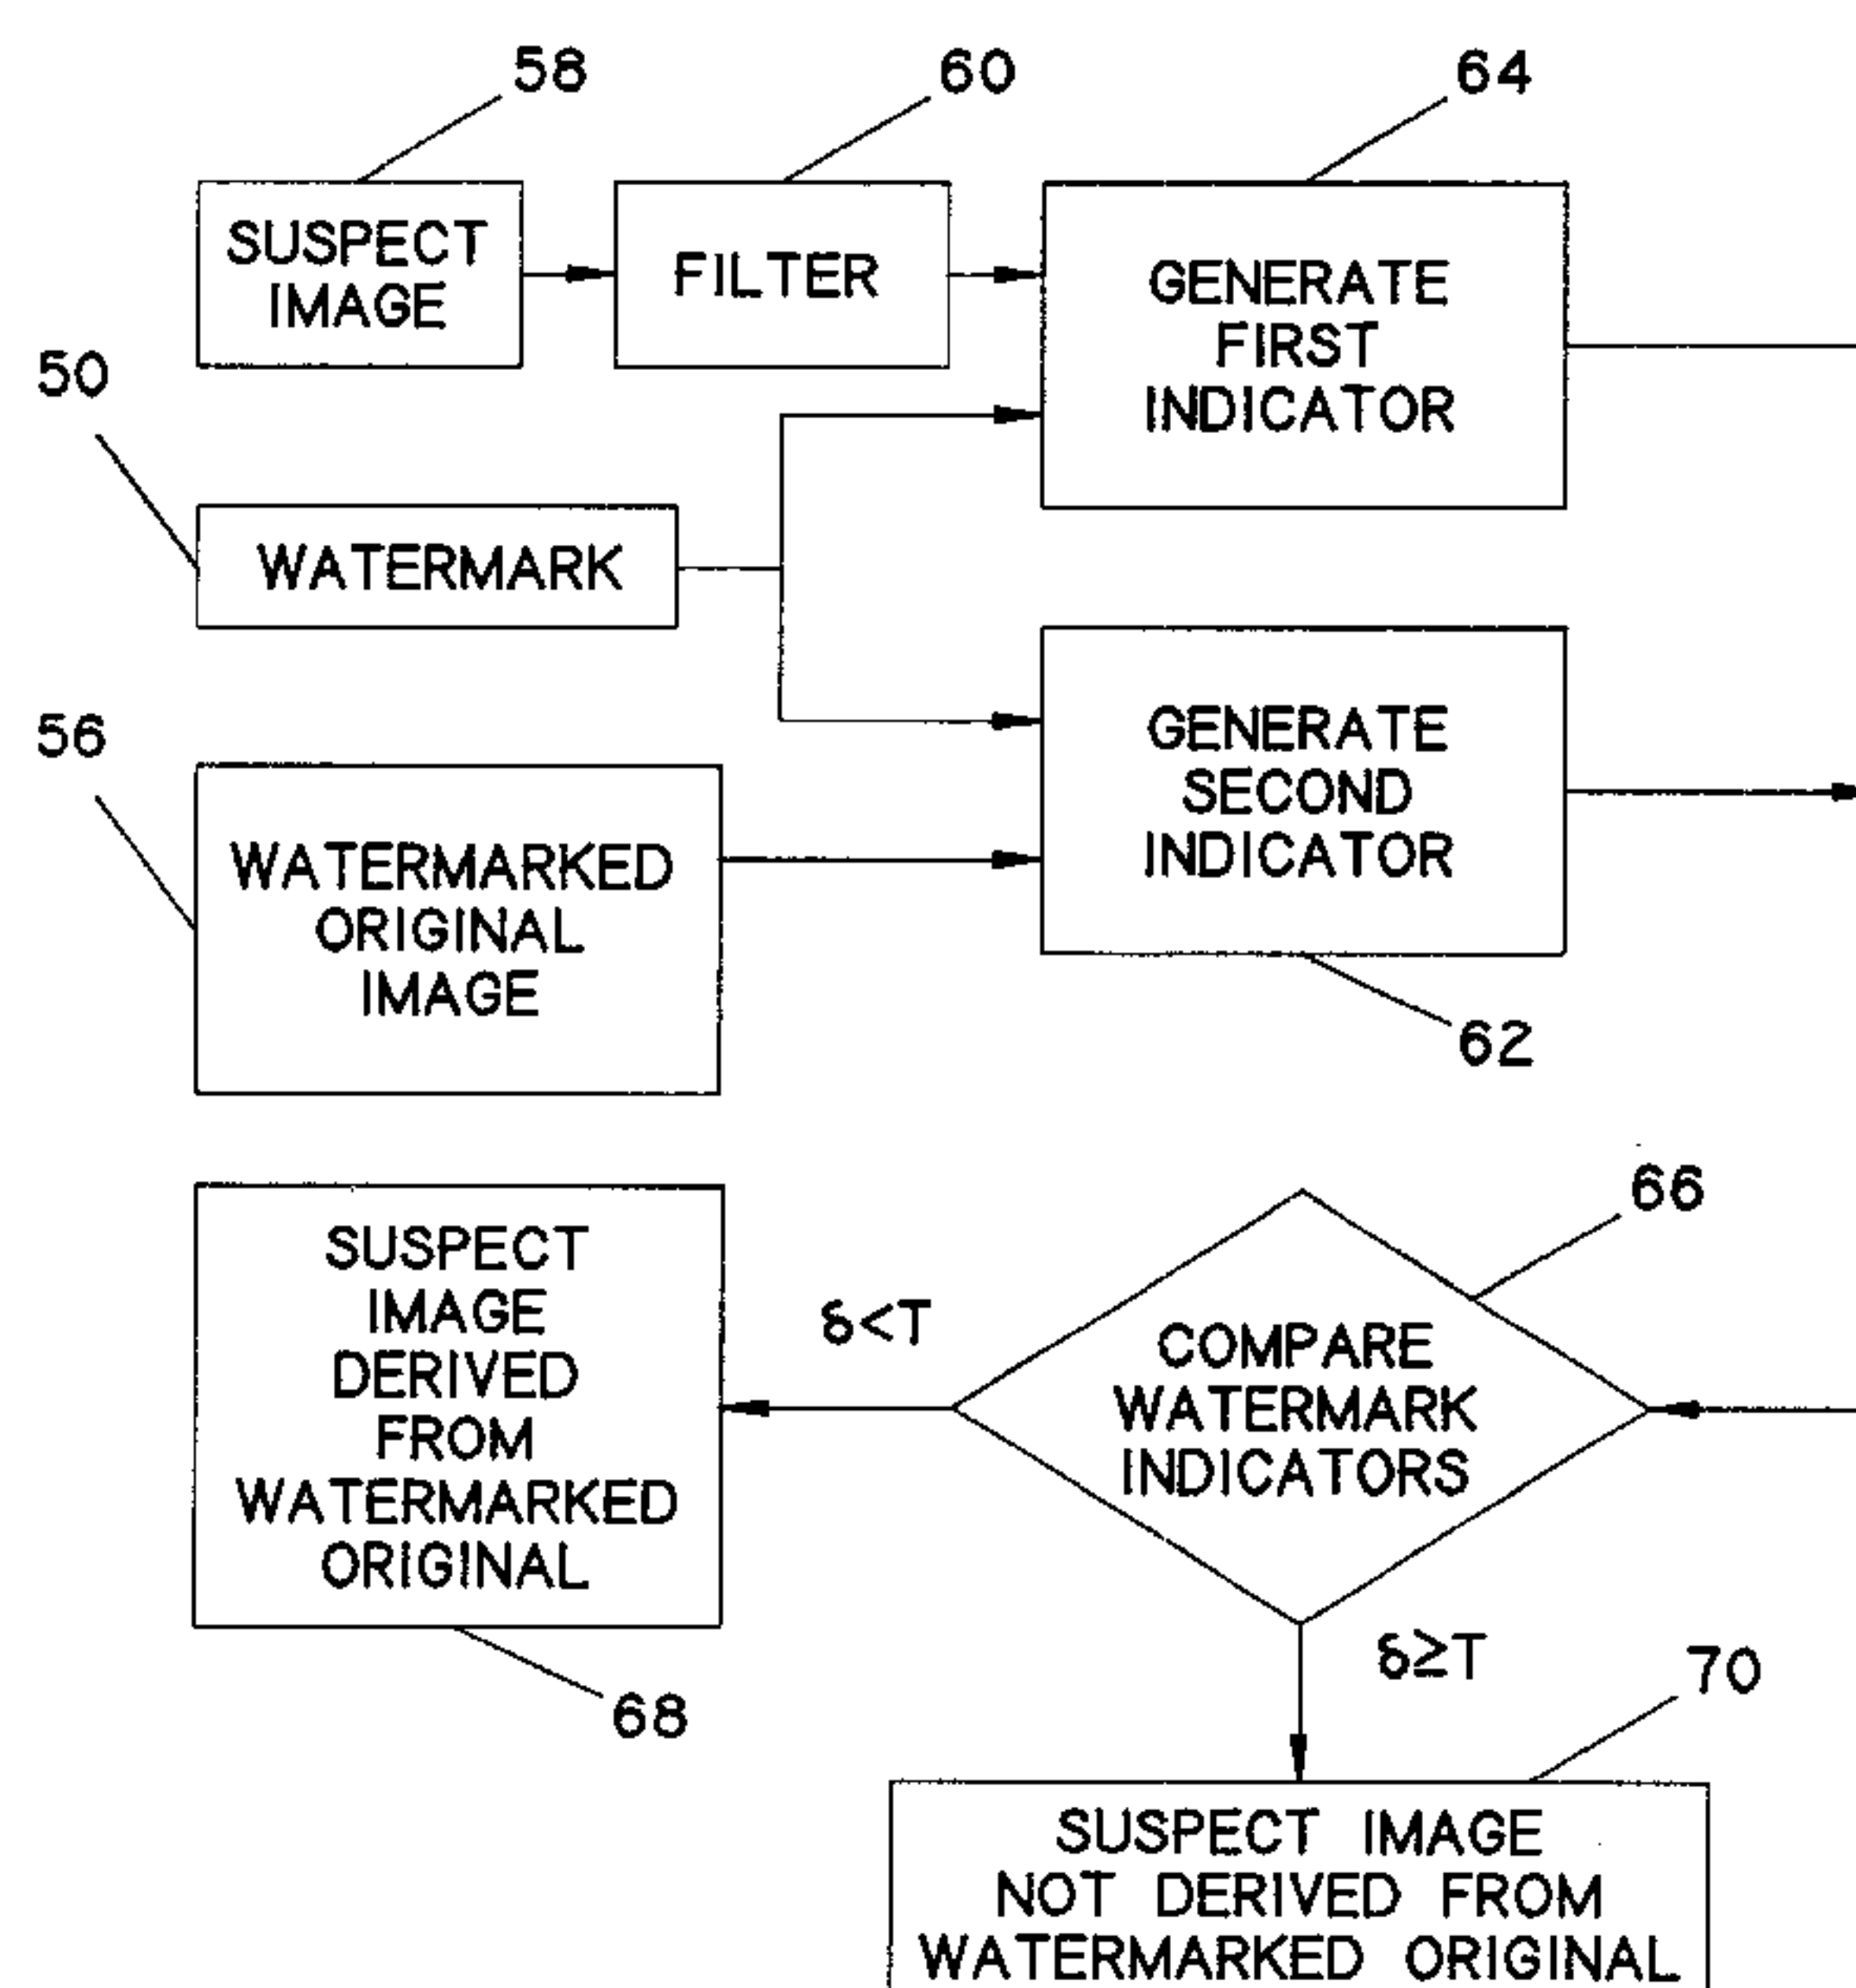 58
60
64
SUSPECT
IMAGE
FILTER
GENERATE
FIRST
INDICATOR
50
WATERMARK
56
WATERMARKED
ORIGINAL
IMAGE
GENERATE
SECOND
INDICATOR
62
SUSPECT
IMAGE
DERIVED
FROM
WATERMARKED
ORIGINAL
68
δ<T
66
COMPARE
WATERMARK
INDICATORS
δ≥T
70
SUSPECT IMAGE
NOT DERIVED FROM
WATERMARKED ORIGINAL